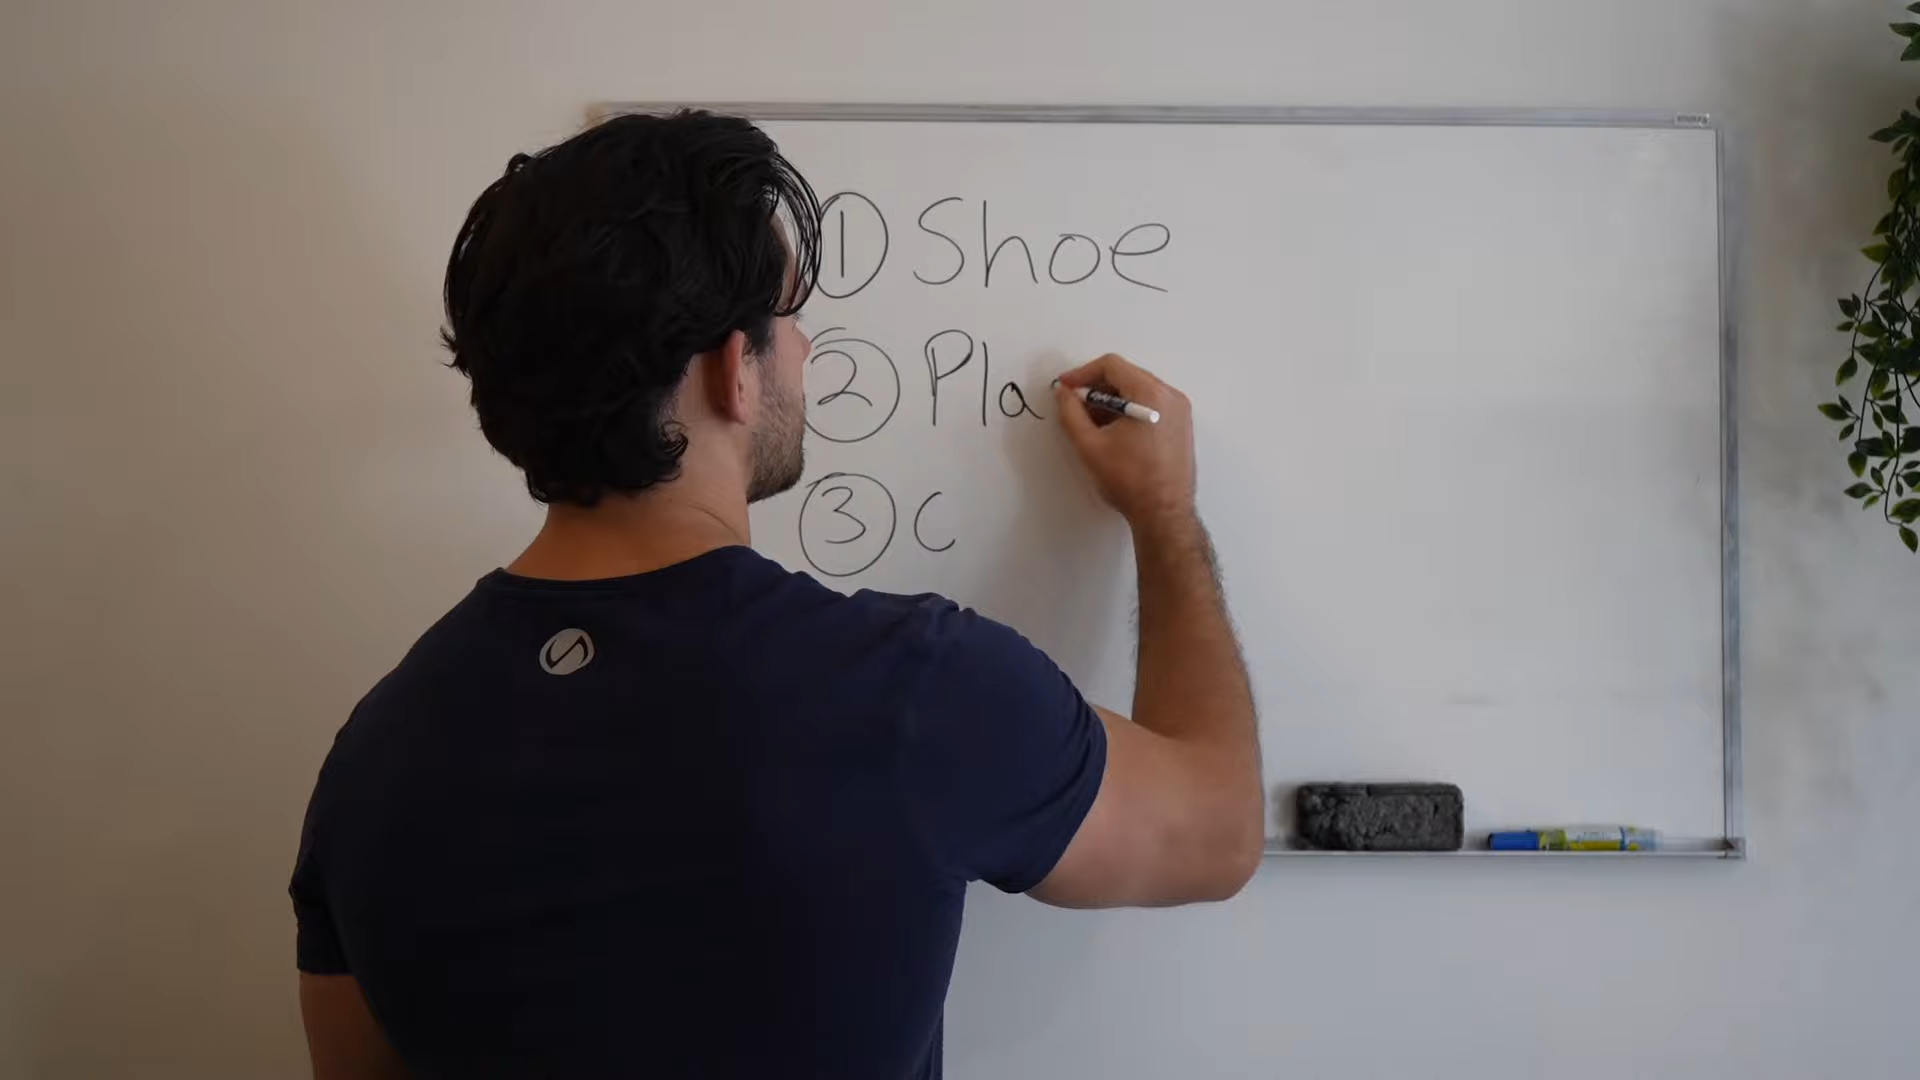 ① Shoe
② Pla
③ C